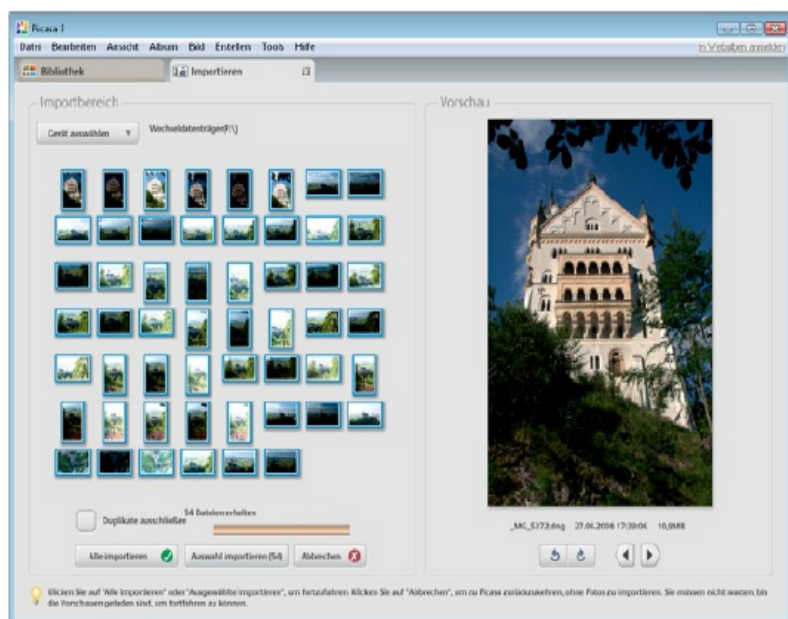 Picasa 3
Datei Bearbeiten Ansicht Album Bild Erstellen Tools Hilfe
In Webalben anmelden
Bibliothek
Importieren
Importbereich
Gerät auswählen
Wechseldatenträger(F:\)
Vorschau
Duplikate ausschließen
54 Dateien erhalten
Alle importieren
Auswahl importieren (54)
Abbrechen
_MG_5372.dng 27.06.2008 17:39:06 10,9MB
Klicken Sie auf "Alle importieren" oder "Ausgewählte importieren", um fortzufahren. Klicken Sie auf "Abbrechen", um zu Picasa zurückzukehren, ohne Fotos zu importieren. Sie müssen nicht warten, bis
die Vorschauen geladen sind, um fortfahren zu können.